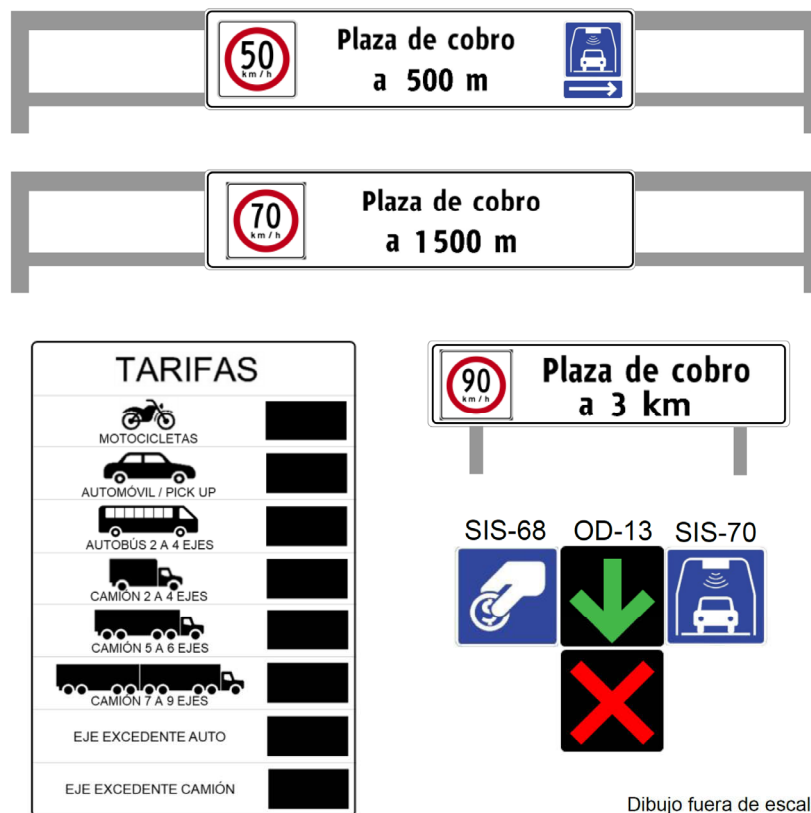 50
km/h
Plaza de cobro
a 500 m
70
km/h
Plaza de cobro
a 1500 m
TARIFAS
MOTOCICLETAS
AUTOMÓVIL / PICK UP
AUTOBÚS 2 A 4 EJES
CAMIÓN 2 A 4 EJES
CAMIÓN 5 A 6 EJES
CAMIÓN 7 A 9 EJES
EJE EXCEDENTE AUTO
EJE EXCEDENTE CAMIÓN
90
km/h
Plaza de cobro
a 3 km
SIS-68 OD-13 SIS-70
Dibujo fuera de escal